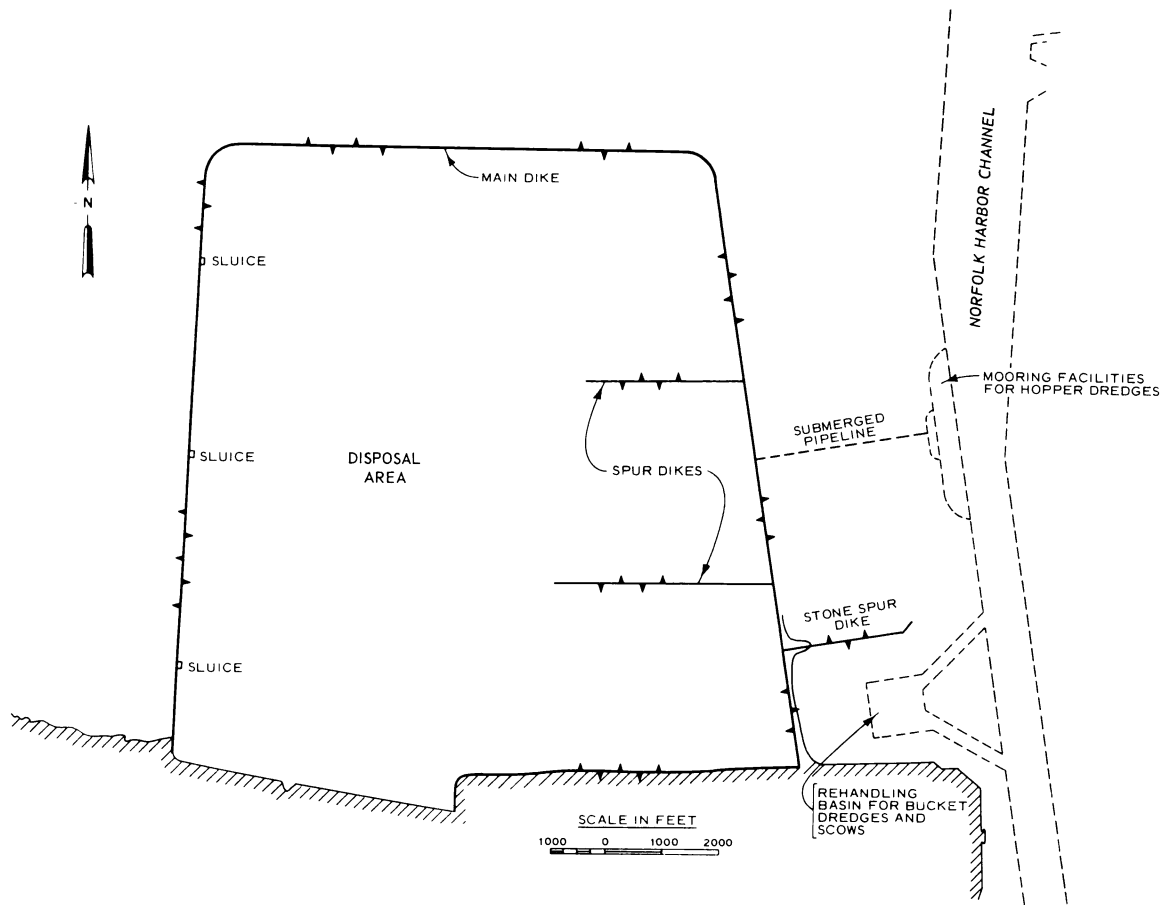 NORFOLK HARBOR CHANNEL
N
MAIN DIKE
SLUICE
MOORING FACILITIES
FOR HOPPER DREDGES
SUBMERGED
PIPELINE
SLUICE
DISPOSAL
AREA
SPUR DIKES
STONE SPUR
DIKE
SLUICE
REHANDLING
BASIN FOR BUCKET
DREDGES AND
SCOWS
SCALE IN FEET
1000 0 1000 2000